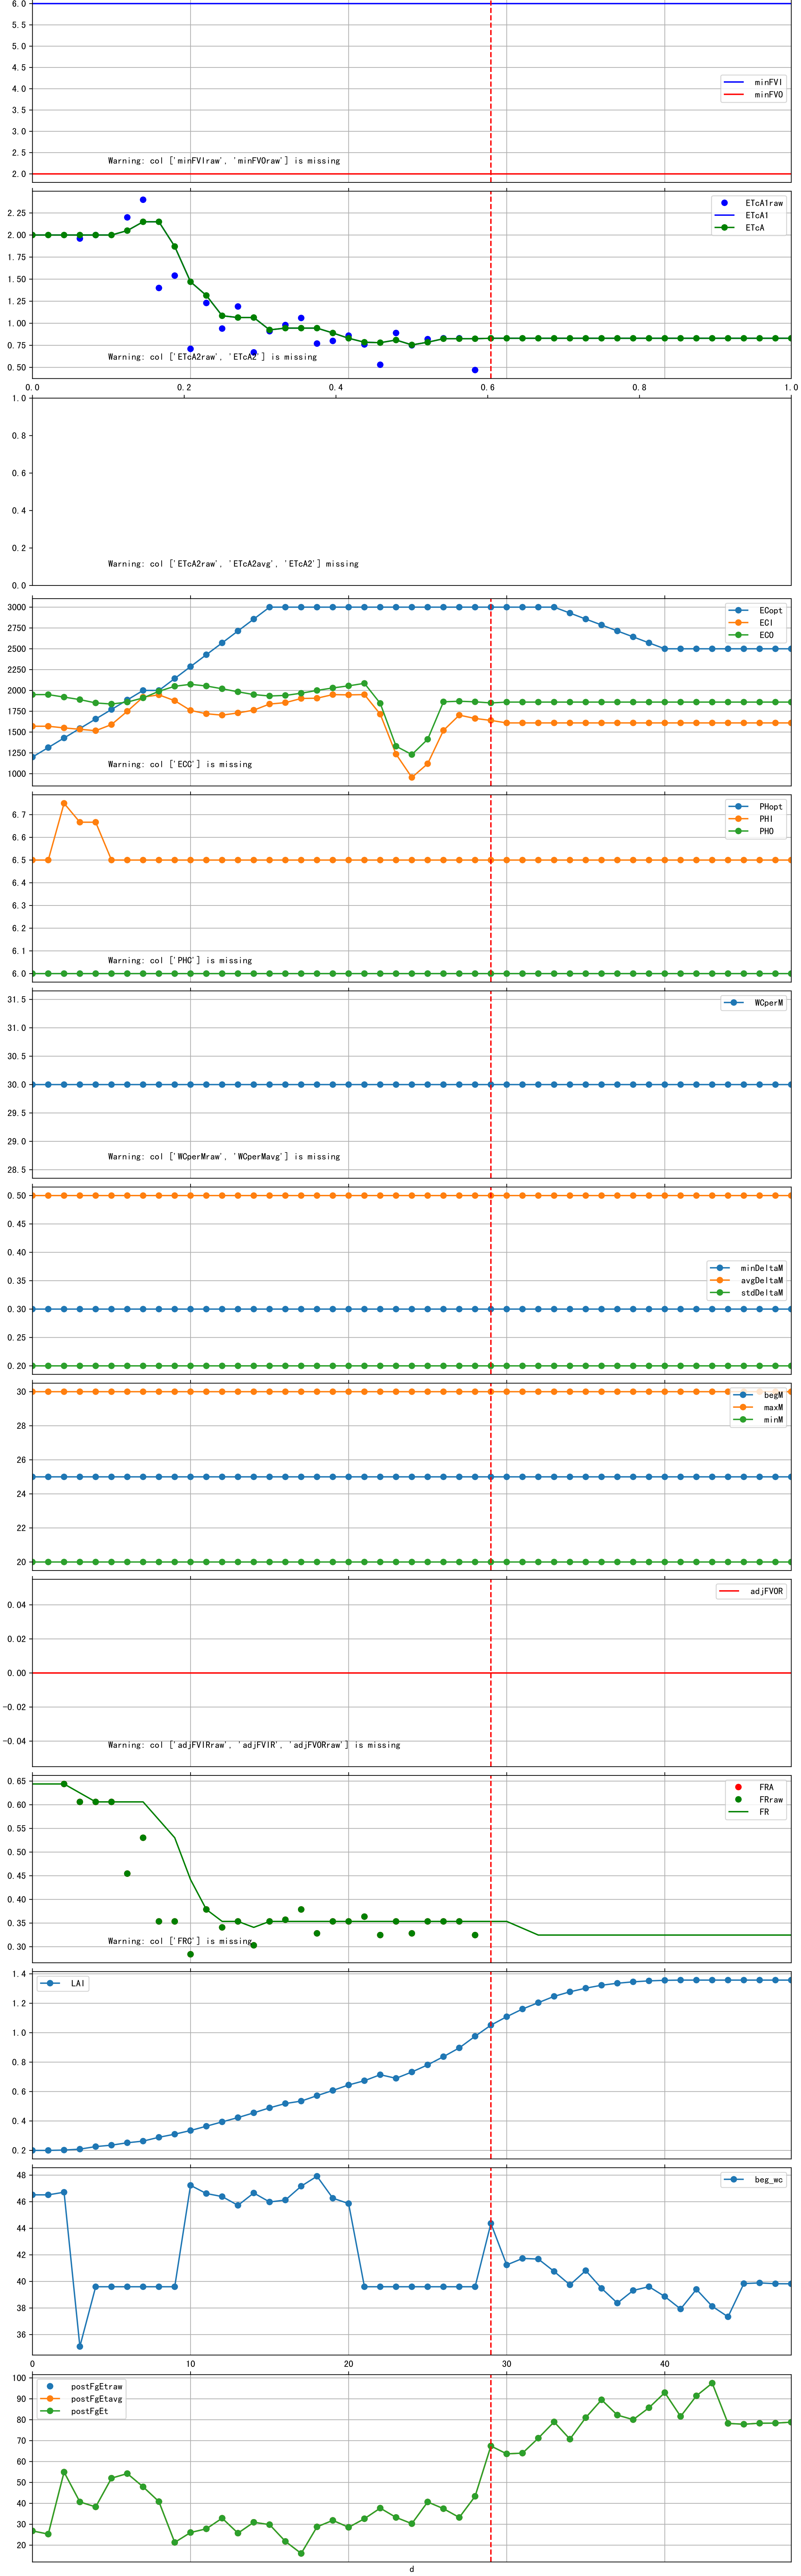 6.0
5.5
5.0
4.5
4.0
3.5
3.0
2.5
2.0
minFVI
minFVO
Warning: col ['minFVIraw', 'minFVOraw'] is missing
2.25
2.00
1.75
1.50
1.25
1.00
0.75
0.50
ETcA1raw
ETcA1
ETcA
Warning: col ['ETcA2raw', 'ETcA2'] is missing
0.0 0.2 0.4 0.6 0.8 1.0
1.0
0.8
0.6
0.4
0.2
0.0
Warning: col ['ETcA2raw', 'ETcA2avg', 'ETcA2'] missing
3000
2750
2500
2250
2000
1750
1500
1250
1000
ECopt
ECI
ECO
Warning: col ['ECC'] is missing
6.7
6.6
6.5
6.4
6.3
6.2
6.1
6.0
PHopt
PHI
PHO
Warning: col ['PHC'] is missing
31.5
31.0
30.5
30.0
29.5
29.0
28.5
WCperM
Warning: col ['WCperMraw', 'WCperMavg'] is missing
0.50
0.45
0.40
0.35
0.30
0.25
0.20
minDeltaM
avgDeltaM
stdDeltaM
30
28
26
24
22
20
begM
maxM
minM
0.04
0.02
0.00
-0.02
-0.04
adjFVOR
Warning: col ['adjFVIRraw', 'adjFVIR', 'adjFVORraw'] is missing
0.65
0.60
0.55
0.50
0.45
0.40
0.35
0.30
FRA
FRraw
FR
Warning: col ['FRC'] is missing
1.4
1.2
1.0
0.8
0.6
0.4
0.2
LAI
48
46
44
42
40
38
36
beg_wc
0 10 20 30 40
100
90
80
70
60
50
40
30
20
postFgEtraw
postFgEtavg
postFgEt
d